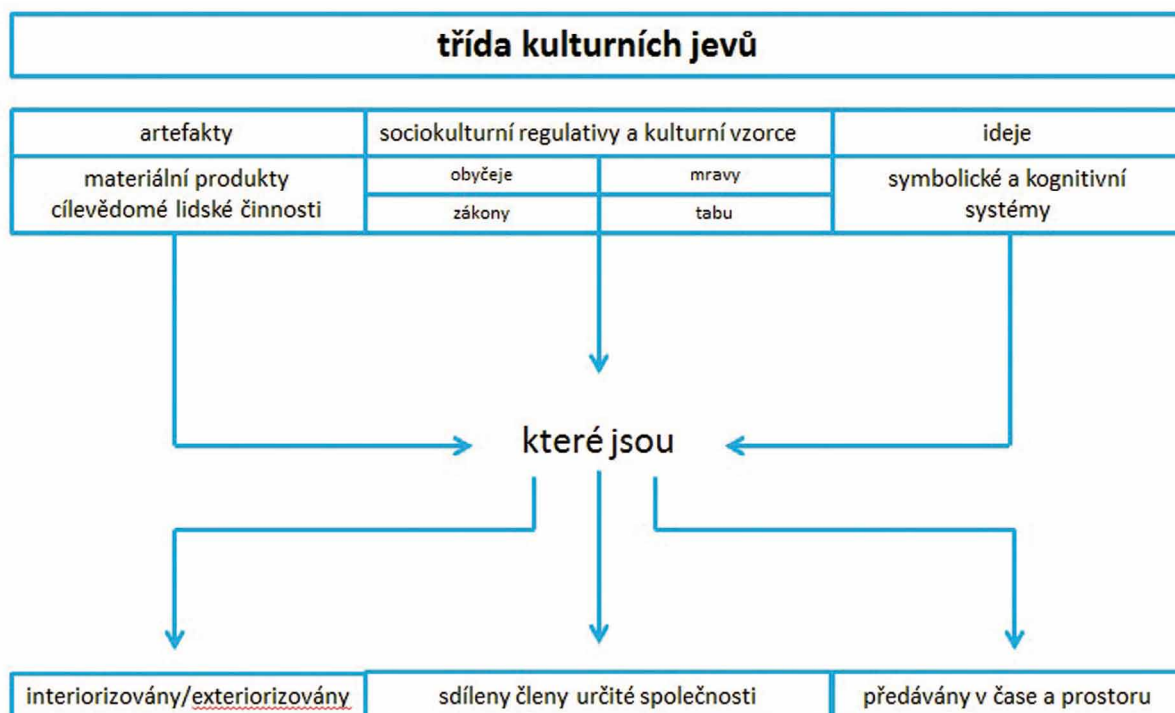 třída kulturních jevů
artefakty
sociokulturní regulativy a kulturní vzorce
ideje
materiální produkty
cílevědomé lidské činnosti
obyčeje
mravy
zákony
tabu
symbolické a kognitivní
systémy
které jsou
interiorizovány/exteriorizovány
sdíleny členy určité společnosti
předávány v čase a prostoru